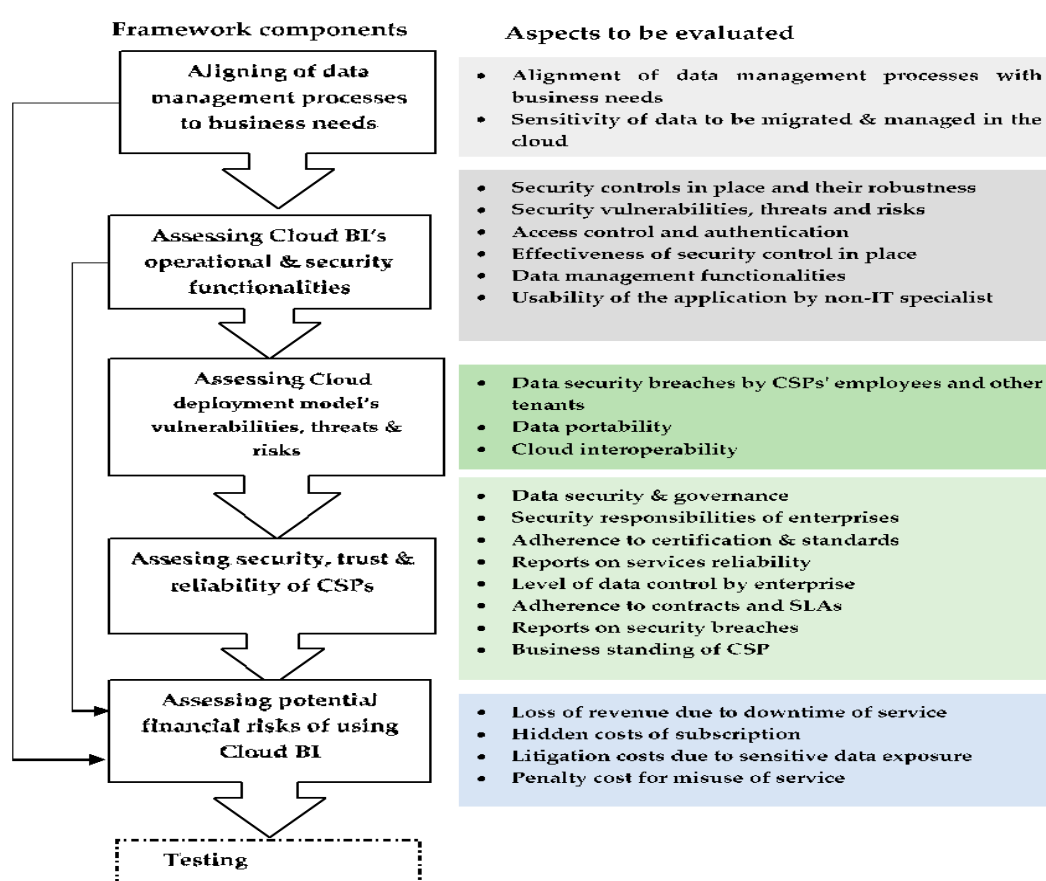 Framework components
Aspects to be evaluated
Aligning of data
management processes
to business needs
• Alignment of data management processes with
business needs
• Sensitivity of data to be migrated & managed in the
cloud
Assessing Cloud BI's
operational & security
functionalities
• Security controls in place and their robustness
• Security vulnerabilities, threats and risks
• Access control and authentication
• Effectiveness of security control in place
• Data management functionalities
• Usability of the application by non-IT specialist
Assessing Cloud
deployment model's
vulnerabilities, threats &
risks
• Data security breaches by CSPs' employees and other
tenants
• Data portability
• Cloud interoperability
Assesing security, trust &
reliability of CSPs
• Data security & governance
• Security responsibilities of enterprises
• Adherence to certification & standards
• Reports on services reliability
• Level of data control by enterprise
• Adherence to contracts and SLAs
• Reports on security breaches
• Business standing of CSP
Assessing potential
financial risks of using
Cloud BI
• Loss of revenue due to downtime of service
• Hidden costs of subscription
• Litigation costs due to sensitive data exposure
• Penalty cost for misuse of service
Testing